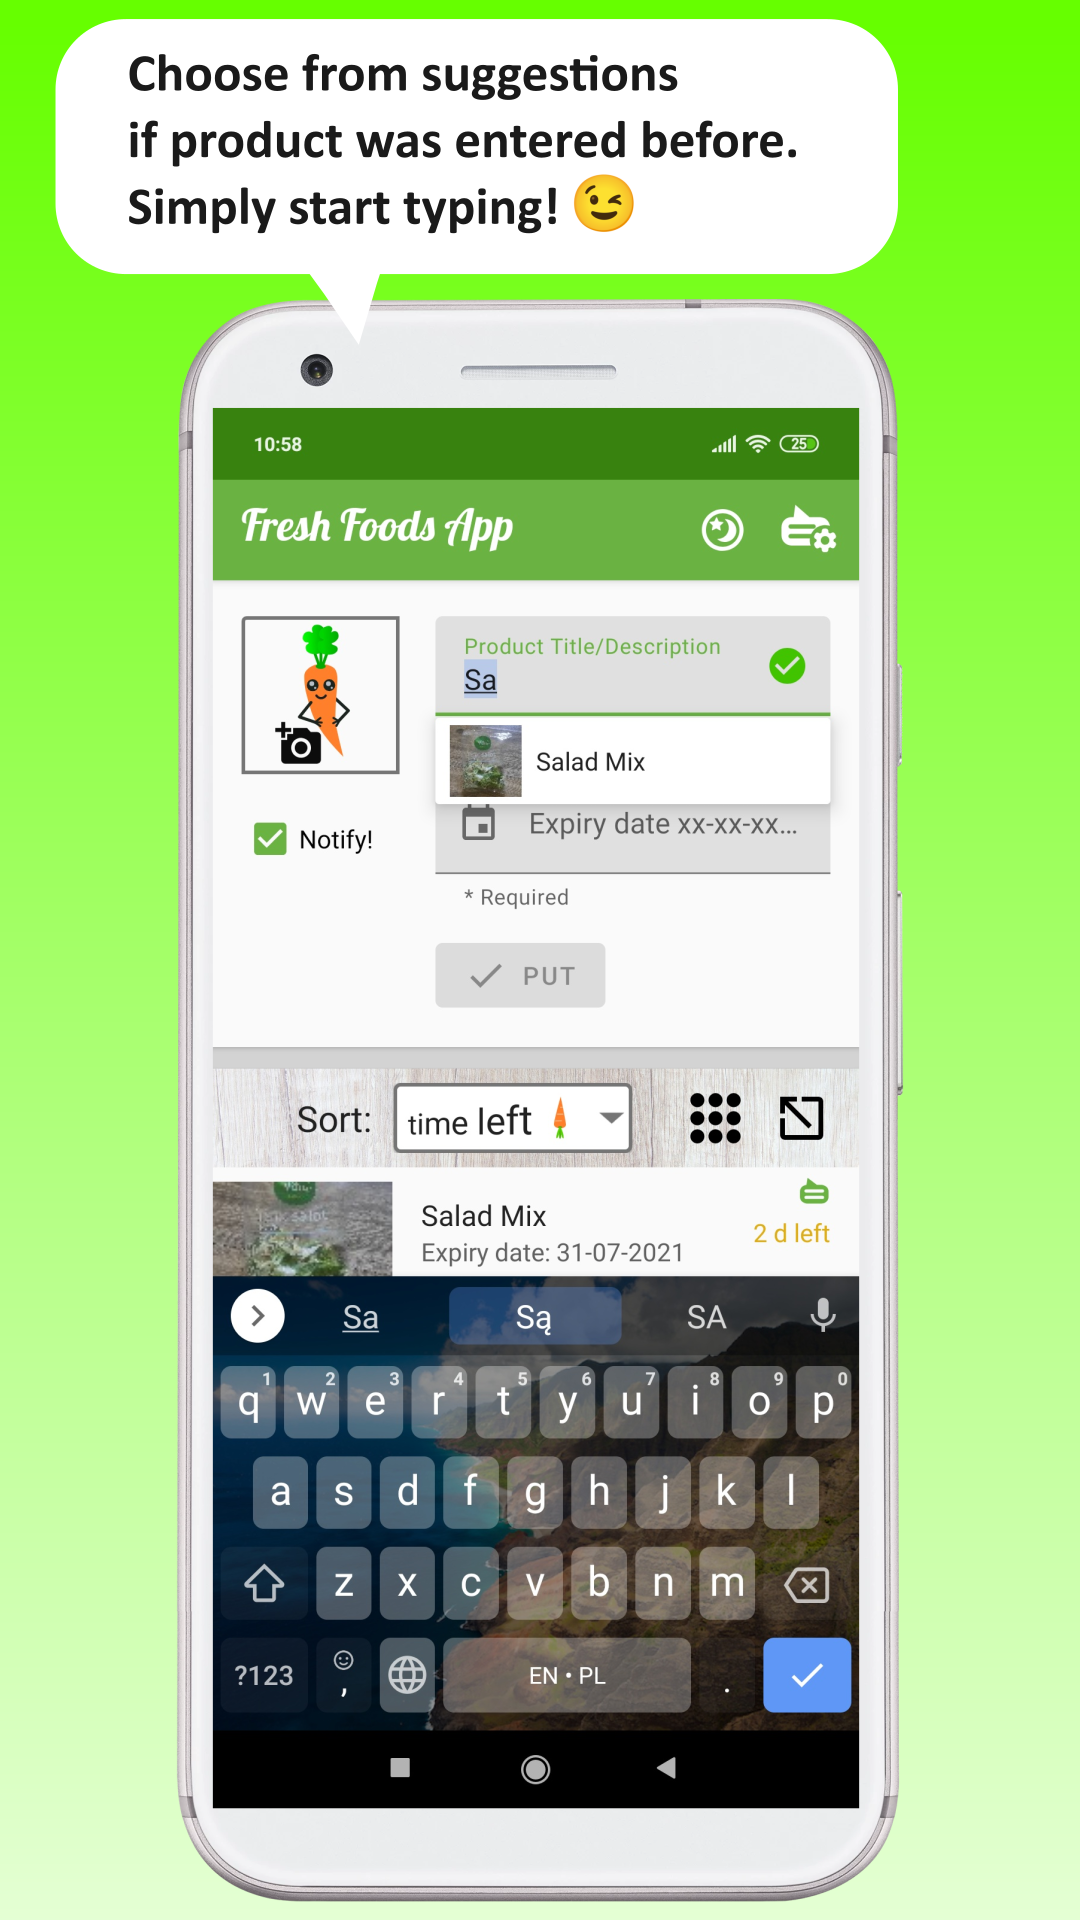 Choose from suggestions
if product was entered before.
Simply start typing! 😉
10:58
25
Fresh Foods App
Product Title/Description
Sa
Salad Mix
Expiry date xx-xx-xx...
Notify!
* Required
PUT
Sort:
time left
Salad Mix
2 d left
Expiry date: 31-07-2021
Sa Są SA
1 2 3 4 5 6 7 8 9 0
q w e r t y u i o p
a s d f g h j k l
z x c v b n m
?123 , EN • PL .